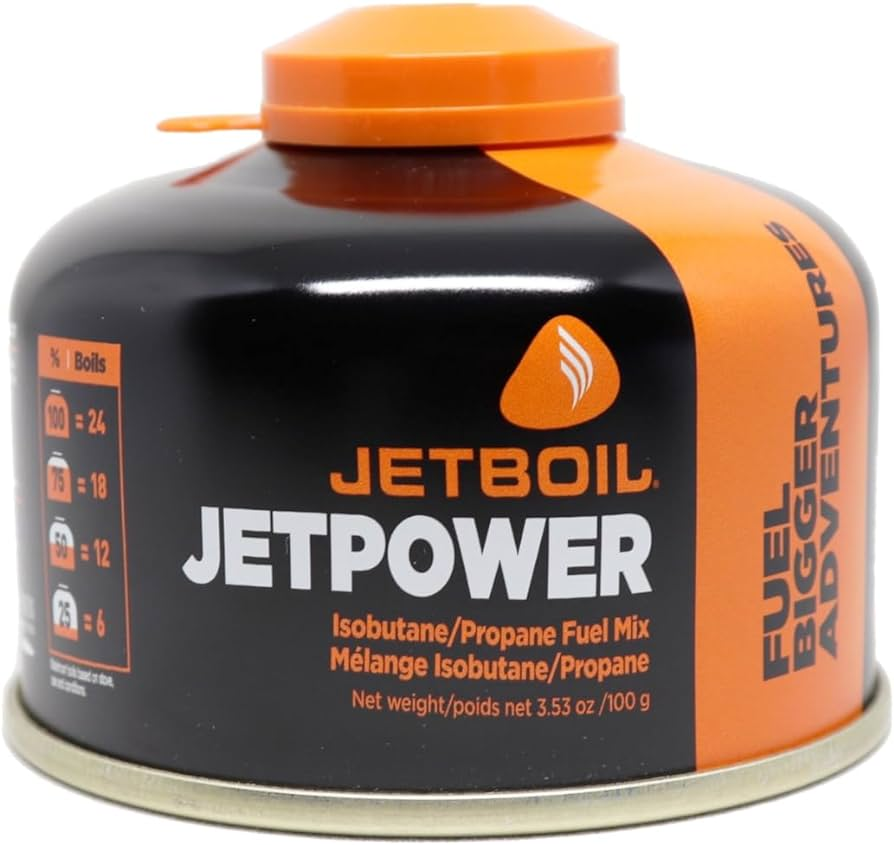 % | Boils
100 = 24
75 = 18
50 = 12
25 = 6
JETBOIL®
JETPOWER
Isobutane/Propane Fuel Mix
Mélange Isobutane/Propane
Net weight/poids net 3.53 oz /100 g
FUEL
BIGGER
ADVENTURES